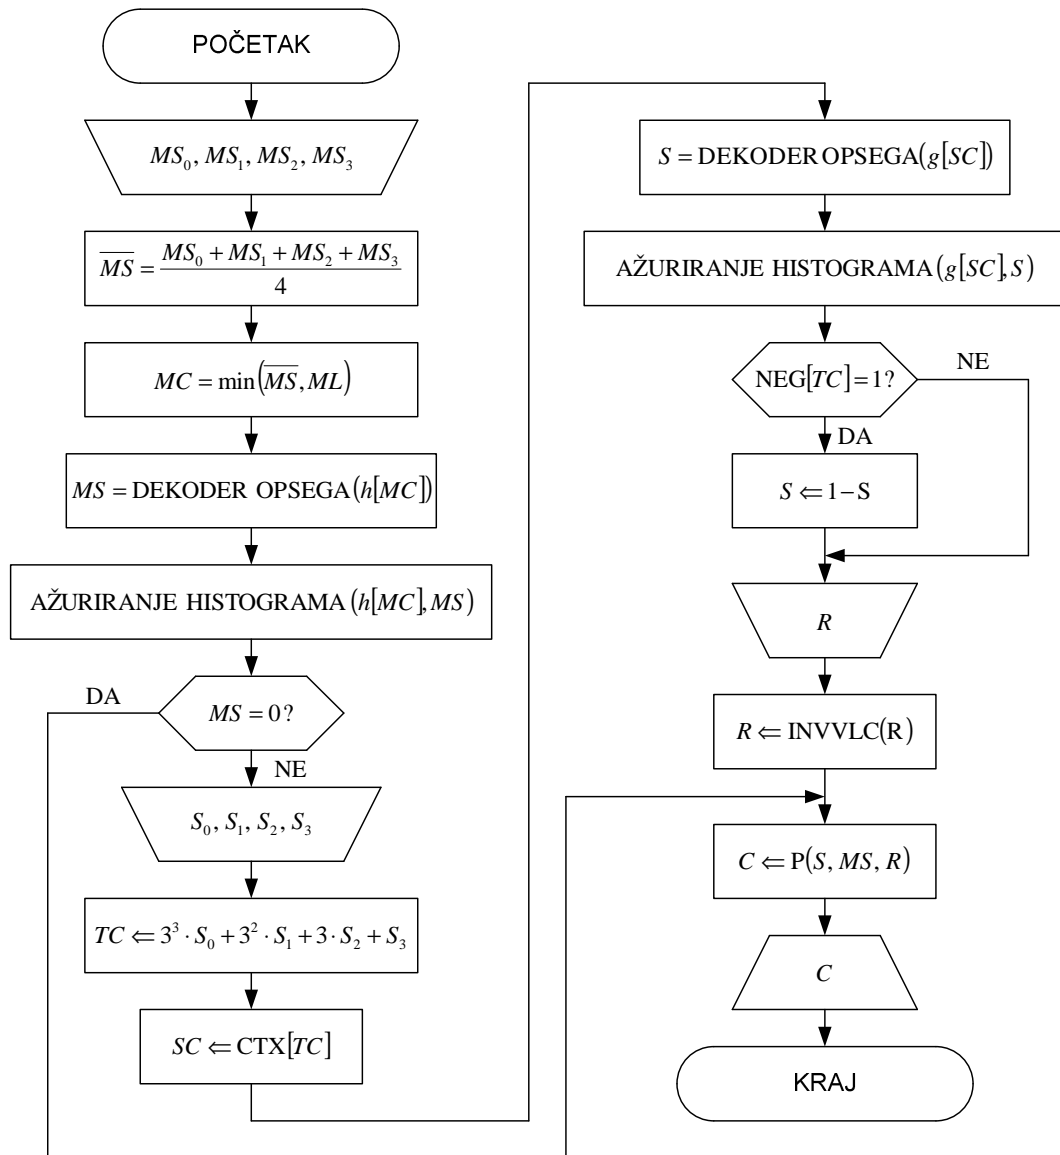 POČETAK
MS₀, MS₁, MS₂, MS₃
\overline{MS} = \frac{MS₀ + MS₁ + MS₂ + MS₃}{4}
MC = min(\overline{MS}, ML)
MS = DEKODER OPSEGA(h[MC])
AŽURIRANJE HISTOGRAMA(h[MC], MS)
DA
MS = 0?
NE
S₀, S₁, S₂, S₃
TC ⇐ 3³ · S₀ + 3² · S₁ + 3 · S₂ + S₃
SC ⇐ CTX[TC]
S = DEKODER OPSEGA(g[SC])
AŽURIRANJE HISTOGRAMA(g[SC], S)
NEG[TC] = 1?
NE
DA
S ⇐ 1 − S
R
R ⇐ INVVLC(R)
C ⇐ P(S, MS, R)
C
KRAJ